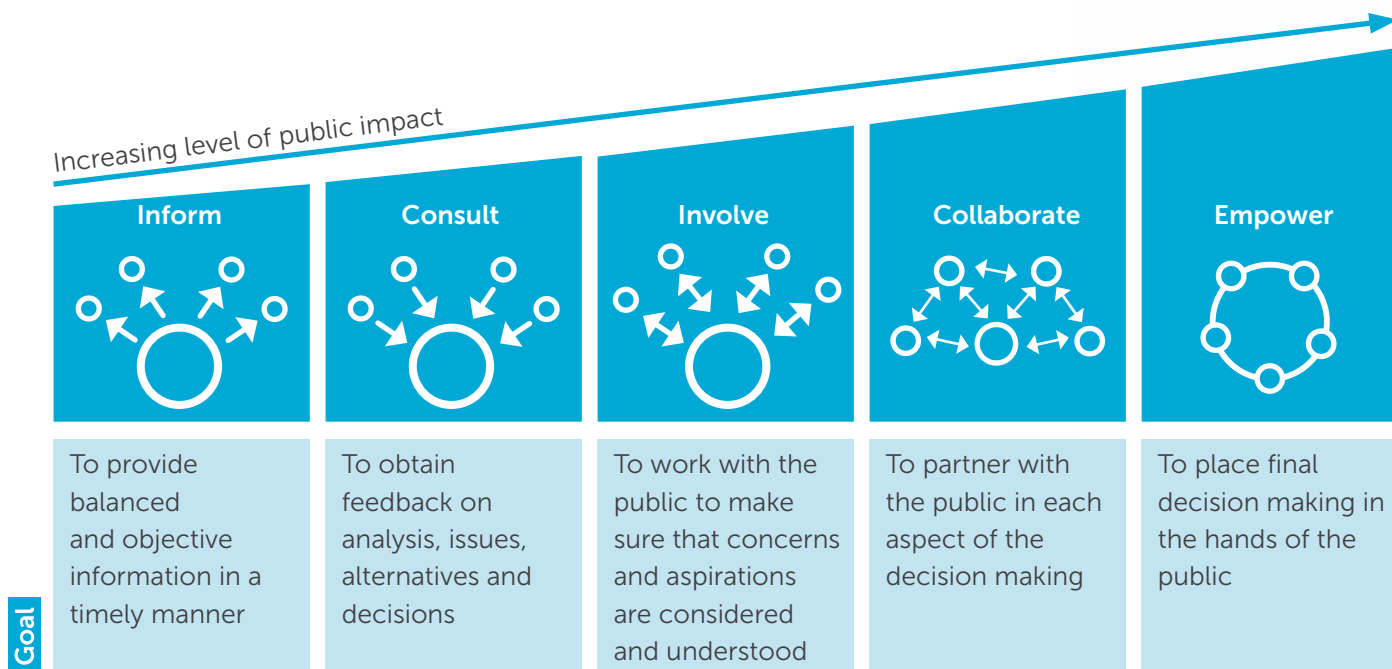 Increasing level of public impact
Inform
Consult
Involve
Collaborate
Empower
Goal
To provide
balanced
and objective
information in a
timely manner
To obtain
feedback on
analysis, issues,
alternatives and
decisions
To work with the
public to make
sure that concerns
and aspirations
are considered
and understood
To partner with
the public in each
aspect of the
decision making
To place final
decision making in
the hands of the
public